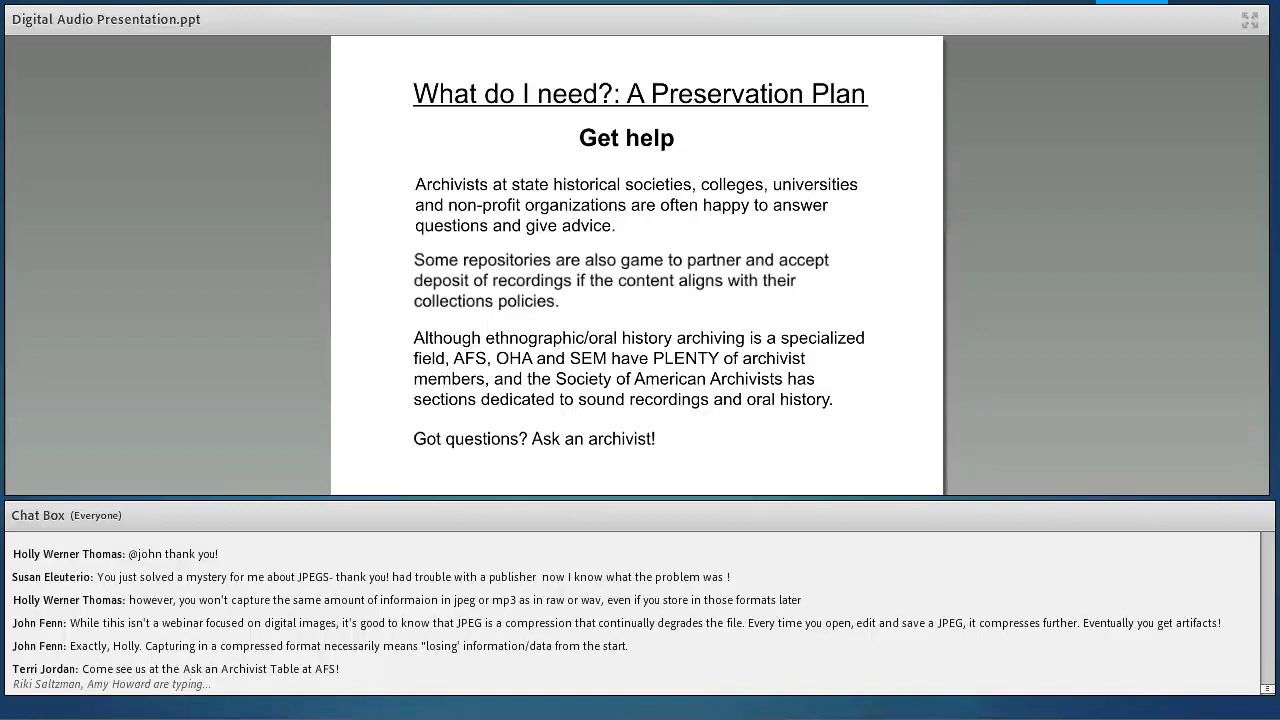 Digital Audio Presentation.ppt
What do I need?: A Preservation Plan
Get help
Archivists at state historical societies, colleges, universities
and non-profit organizations are often happy to answer
questions and give advice.
Some repositories are also game to partner and accept
deposit of recordings if the content aligns with their
collections policies.
Although ethnographic/oral history archiving is a specialized
field, AFS, OHA and SEM have PLENTY of archivist
members, and the Society of American Archivists has
sections dedicated to sound recordings and oral history.
Got questions? Ask an archivist!
Chat Box (Everyone)
Holly Werner Thomas: @john thank you!
Susan Eleuterio: You just solved a mystery for me about JPEGS- thank you! had trouble with a publisher now I know what the problem was !
Holly Werner Thomas: however, you won't capture the same amount of informaion in jpeg or mp3 as in raw or wav, even if you store in those formats later
John Fenn: While tihis isn't a webinar focused on digital images, it's good to know that JPEG is a compression that continually degrades the file. Every time you open, edit and save a JPEG, it compresses further. Eventually you get artifacts!
John Fenn: Exactly, Holly. Capturing in a compressed format necessarily means "losing' information/data from the start.
Terri Jordan: Come see us at the Ask an Archivist Table at AFS!
Riki Saltzman, Amy Howard are typing...